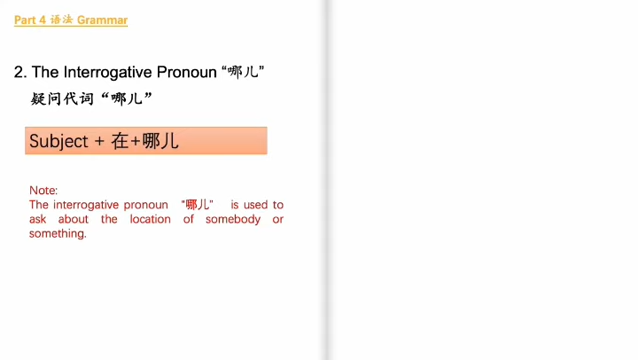 Part 4 语法 Grammar
2. The Interrogative Pronoun “哪儿”
疑问代词 “哪儿”
Subject + 在+哪儿
Note:
The interrogative pronoun “哪儿” is used to
ask about the location of somebody or
something.